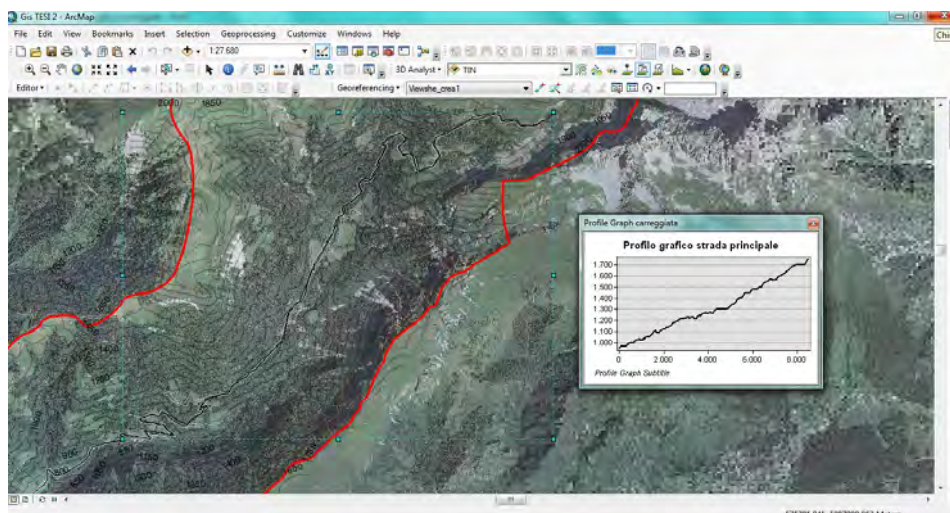 Gis TESI 2 - ArcMap
File Edit View Bookmarks Insert Selection Geoprocessing Customize Windows Help
Chi
1:27 680
3D Analyst TIN
Editor Georeferencing Viewshe_crea1
2000 1850
Profile Graph carreggiata
Profilo grafico strada principale
1.700
1.600
1.500
1.400
1.300
1.200
1.100
1.000
0 2.000 4.000 6.000 8.000
Profile Graph Subtitle